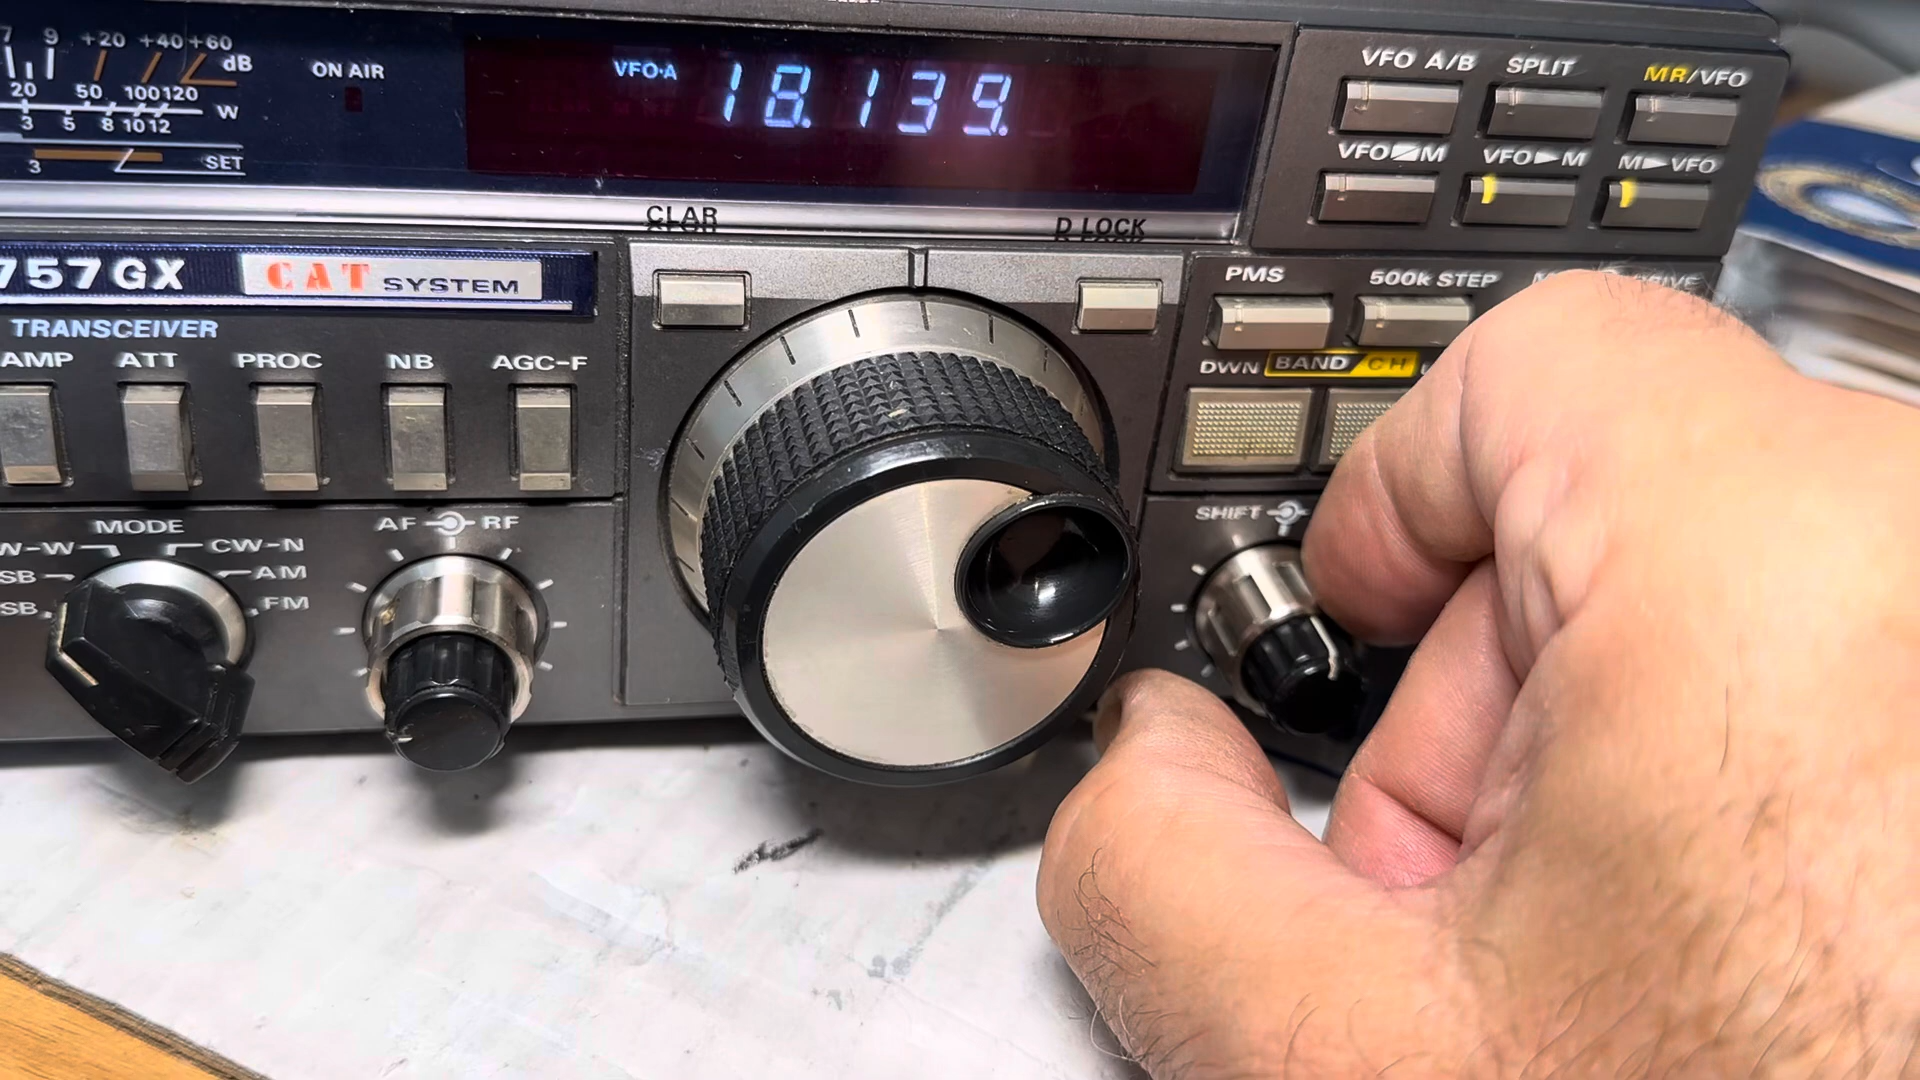 7 9 +20 +40 +60 dB
20 50 100 120 W
3 5 8 10 12
3 SET
ON AIR
VFO·A 18.139.
VFO A/B SPLIT MR/VFO
VFO M VFO►M M►VFO
CLAR D LOCK
757GX CAT SYSTEM
TRANSCEIVER
AMP ATT PROC NB AGC-F
PMS 500k STEP
DWN BAND/CH
MODE
W-W CW-N
SB AM
SB FM
AF RF
SHIFT